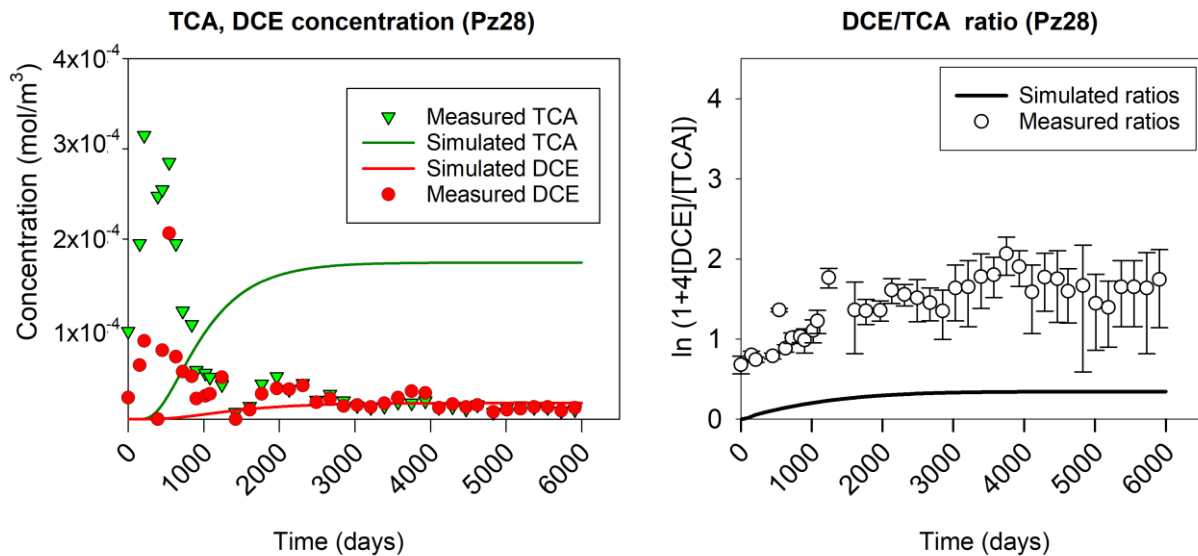 TCA, DCE concentration (Pz28)
4x10-4
3x10-4
2x10-4
1x10-4
Concentration (mol/m3)
Measured TCA
Simulated TCA
Simulated DCE
Measured DCE
0 1000 2000 3000 4000 5000 6000
Time (days)
DCE/TCA ratio (Pz28)
4
3
2
1
0
ln (1+4[DCE]/[TCA])
Simulated ratios
Measured ratios
0 1000 2000 3000 4000 5000 6000
Time (days)